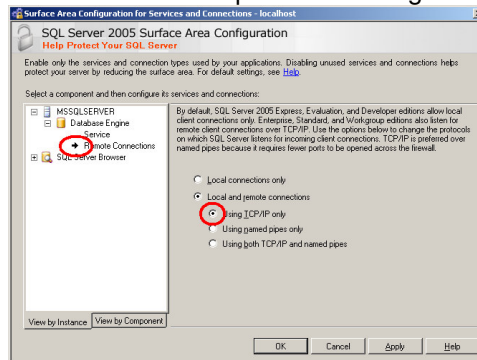 Surface Area Configuration for Services and Connections - localhost
SQL Server 2005 Surface Area Configuration
Help Protect Your SQL Server
Enable only the services and connection types used by your applications. Disabling unused services and connections helps
protect your server by reducing the surface area. For default settings, see Help.
Select a component and then configure its services and connections:
MSSQLSERVER
Database Engine
Service
Remote Connections
SQL Server Browser
By default, SQL Server 2005 Express, Evaluation, and Developer editions allow local
client connections only. Enterprise, Standard, and Workgroup editions also listen for
remote client connections over TCP/IP. Use the options below to change the protocols
on which SQL Server listens for incoming client connections. TCP/IP is preferred over
named pipes because it requires fewer ports to be opened across the firewall.
Local connections only
Local and remote connections
Using TCP/IP only
Using named pipes only
Using both TCP/IP and named pipes
View by Instance View by Component
OK Cancel Apply Help